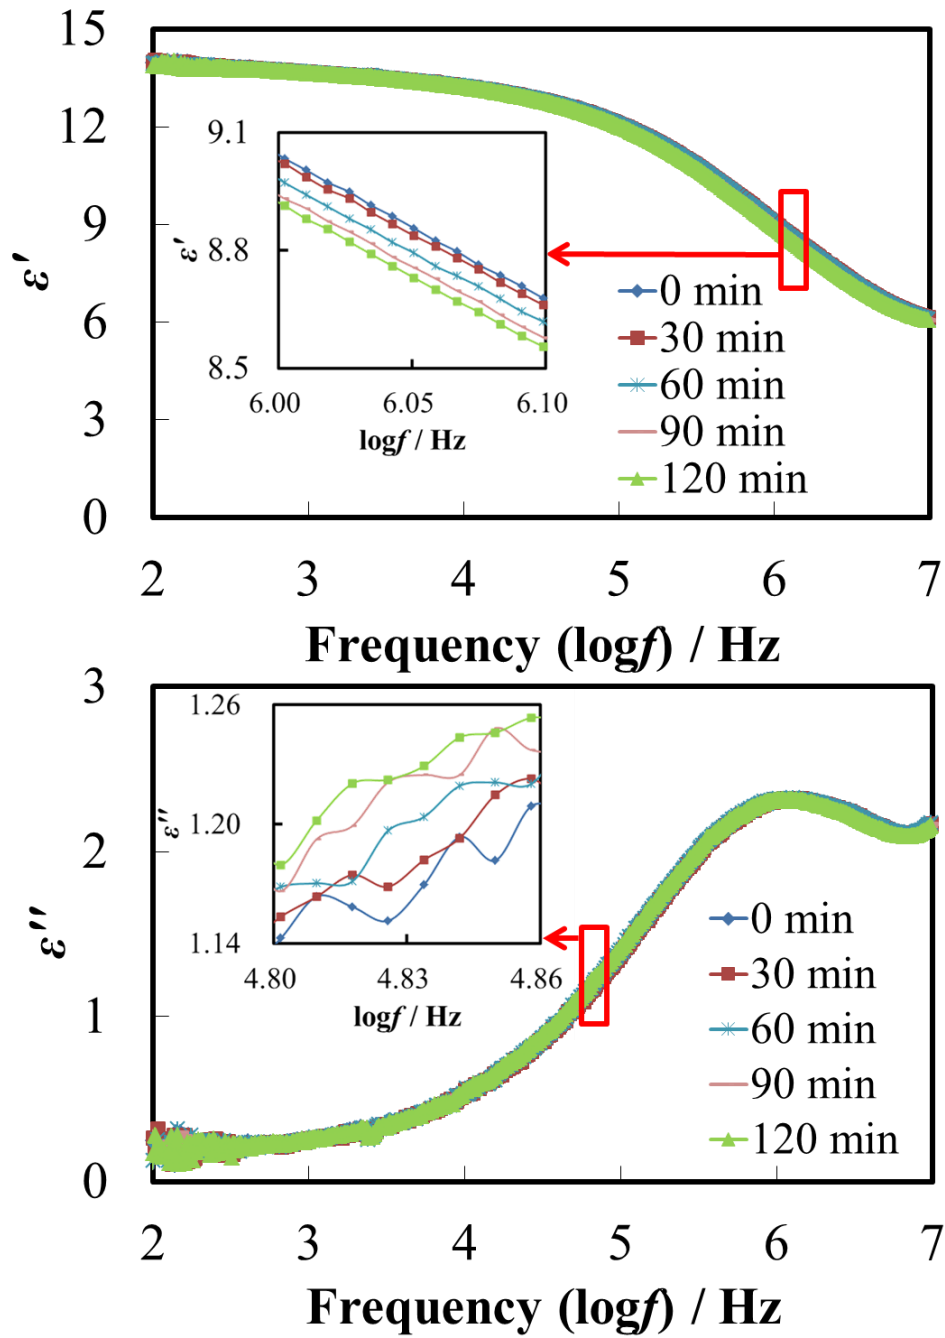 15
12
9
6
3
0
ε'
2 3 4 5 6 7
Frequency (logf) / Hz
9.1
8.8
8.5
ε'
6.00 6.05 6.10
logf / Hz
0 min
30 min
60 min
90 min
120 min
3
2
1
0
ε''
2 3 4 5 6 7
Frequency (logf) / Hz
1.26
1.20
1.14
ε''
4.80 4.83 4.86
logf / Hz
0 min
30 min
60 min
90 min
120 min